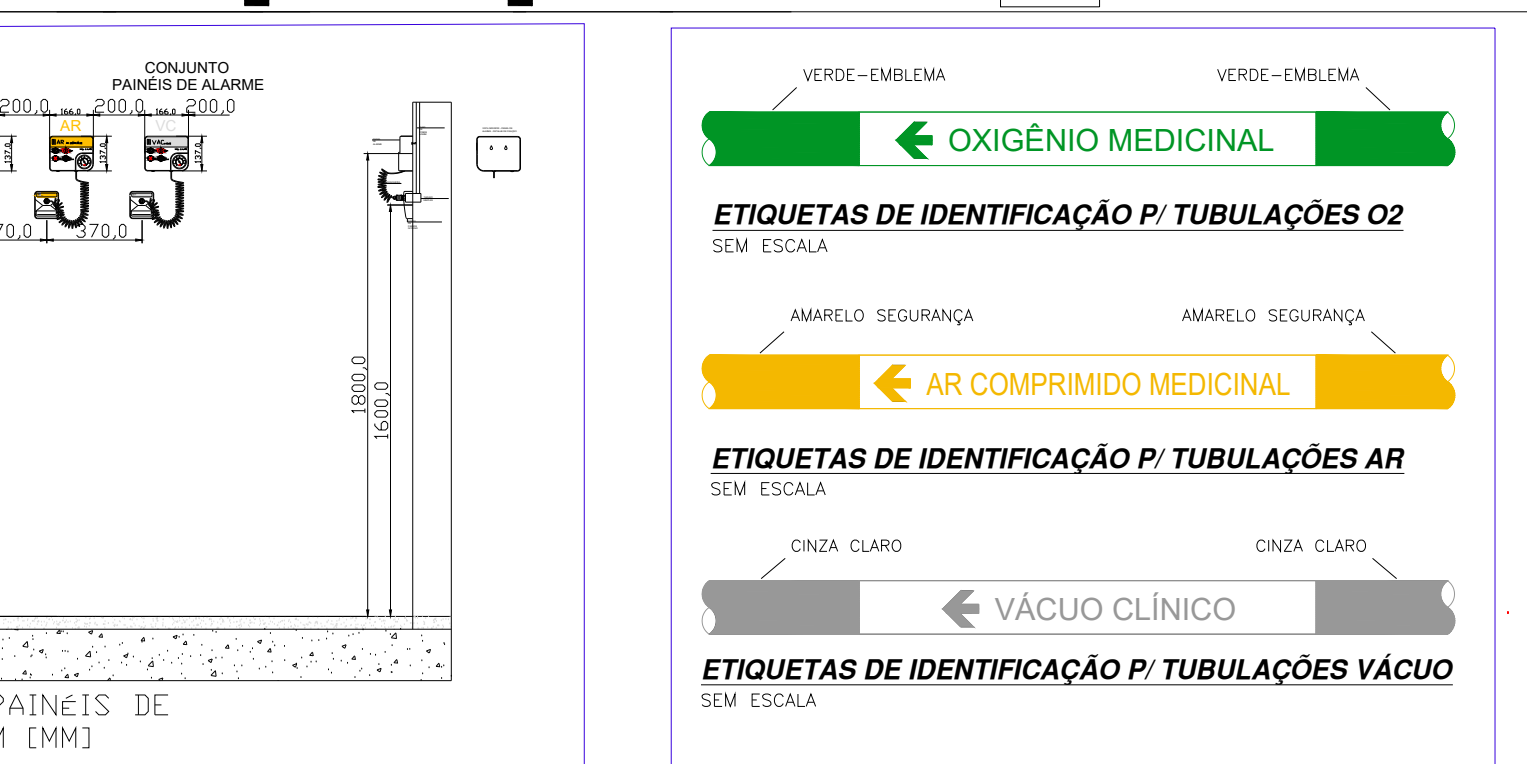 CONJUNTO
PAINÉIS DE ALARME
200,0 166,0 200,0 166,0 200,0
AR VC
137,0 137,0 137,0
AR VAC
70,0 370,0
1800,0
1600,0
PAINÉIS DE
M [MM]
VERDE-EMBLEMA VERDE-EMBLEMA
OXIGÊNIO MEDICINAL
ETIQUETAS DE IDENTIFICAÇÃO P/ TUBULAÇÕES O2
SEM ESCALA
AMARELO SEGURANÇA AMARELO SEGURANÇA
AR COMPRIMIDO MEDICINAL
ETIQUETAS DE IDENTIFICAÇÃO P/ TUBULAÇÕES AR
SEM ESCALA
CINZA CLARO CINZA CLARO
VÁCUO CLÍNICO
ETIQUETAS DE IDENTIFICAÇÃO P/ TUBULAÇÕES VÁCUO
SEM ESCALA